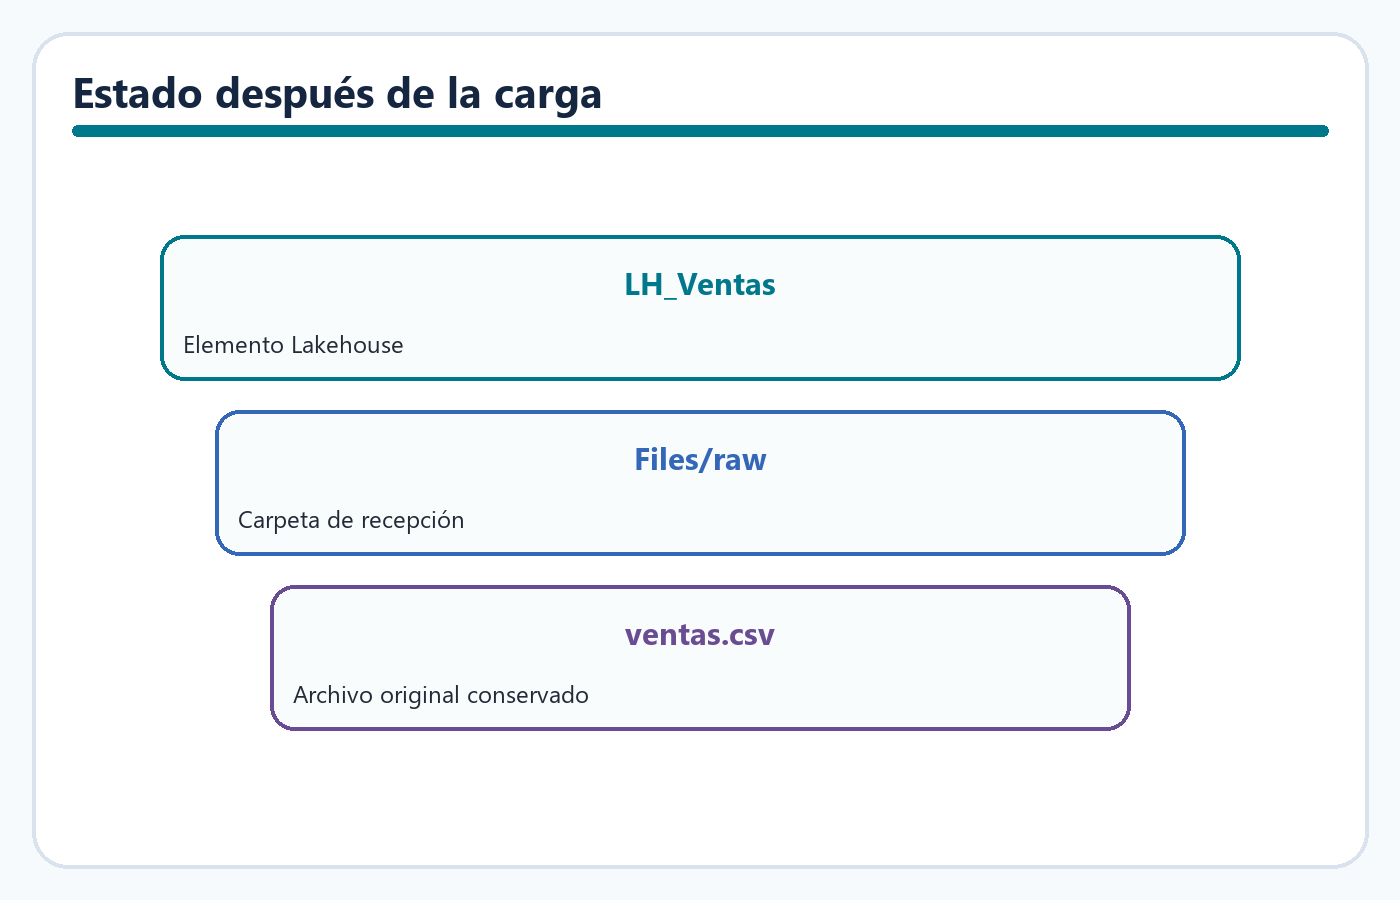 Estado después de la carga
LH_Ventas
Elemento Lakehouse
Files/raw
Carpeta de recepción
ventas.csv
Archivo original conservado